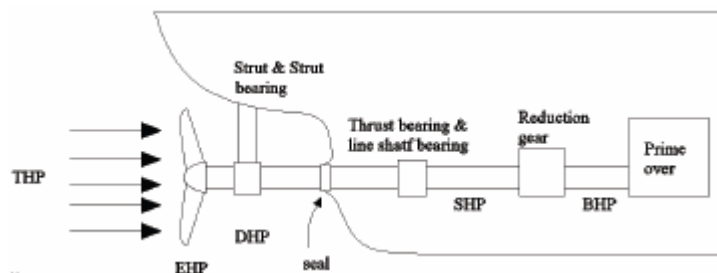 Strut & Strut
bearing
Thrust bearing &
line shatf bearing
Reduction
gear
Prime
over
THP
SHP
BHP
DHP
EHP
seal